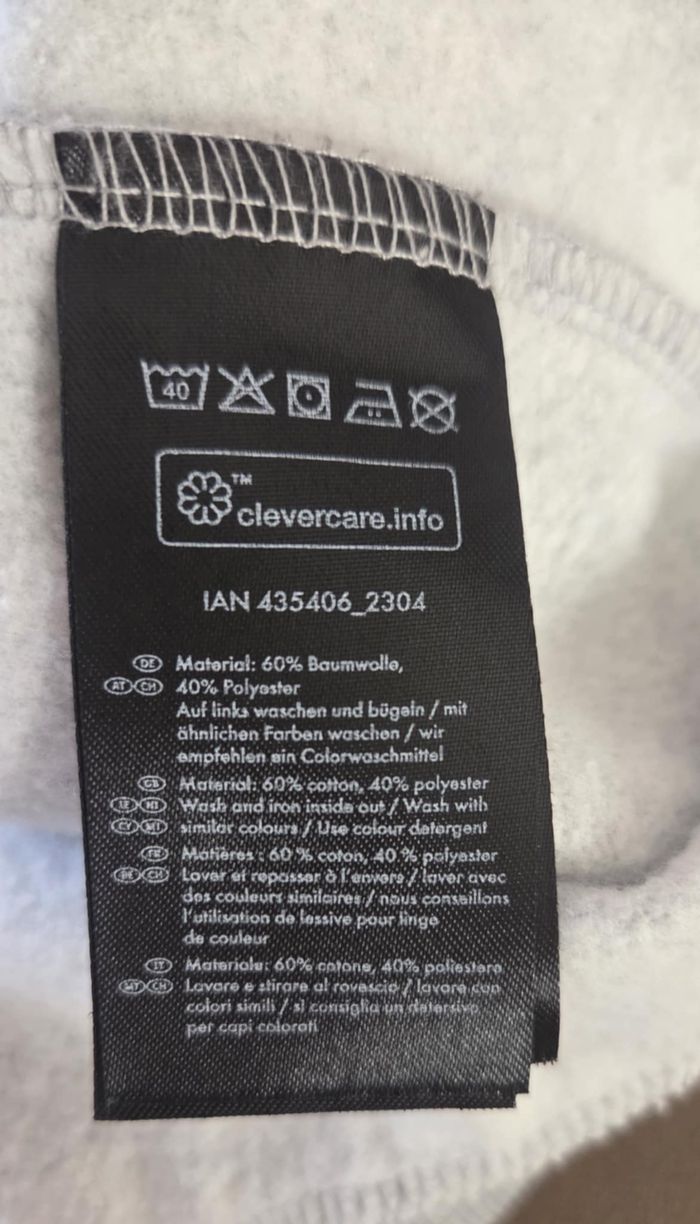 40
™
clevercare.info
IAN 435406_2304
DE Material: 60% Baumwolle,
AT CH 40% Polyester
Auf links waschen und bügeln / mit
ähnlichen Farben waschen / wir
empfehlen ein Colorwaschmittel
GB Material: 60% cotton, 40% polyester
IE NI Wash and iron inside out / Wash with
CY MT similar colours / Use colour detergent
FR Matières : 60 % coton, 40 % polyester
BE CH Laver et repasser à l'envers / laver avec
des couleurs similaires / nous conseillons
l'utilisation de lessive pour linge
de couleur
IT Materiale: 60% cotone, 40% poliestere
MT CH Lavare e stirare al rovescio / lavare con
colori simili / si consiglia un detersivo
per capi colorati